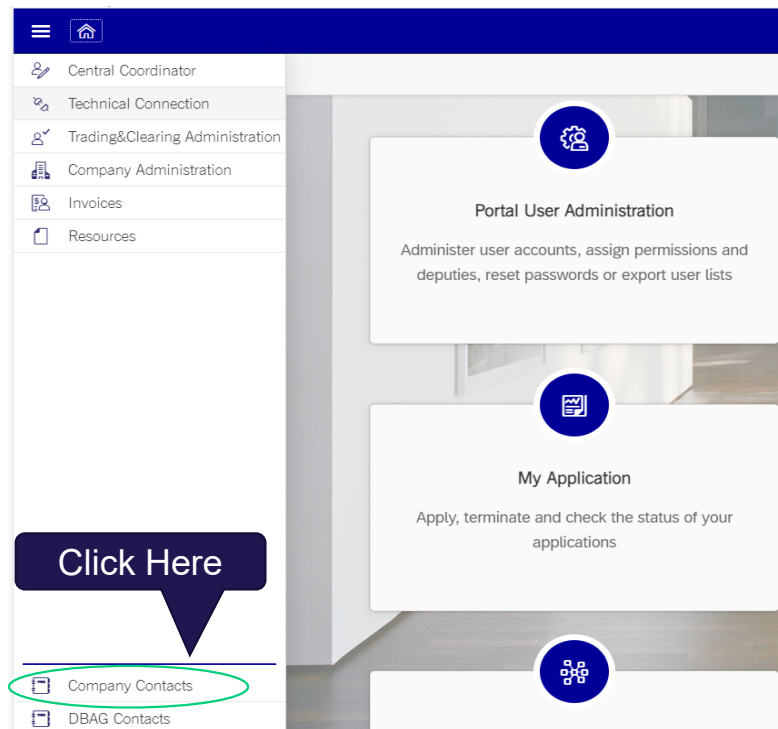 Central Coordinator
Technical Connection
Trading&Clearing Administration
Company Administration
Invoices
Resources
Portal User Administration
Administer user accounts, assign permissions and
deputies, reset passwords or export user lists
My Application
Apply, terminate and check the status of your
applications
Click Here
Company Contacts
DBAG Contacts